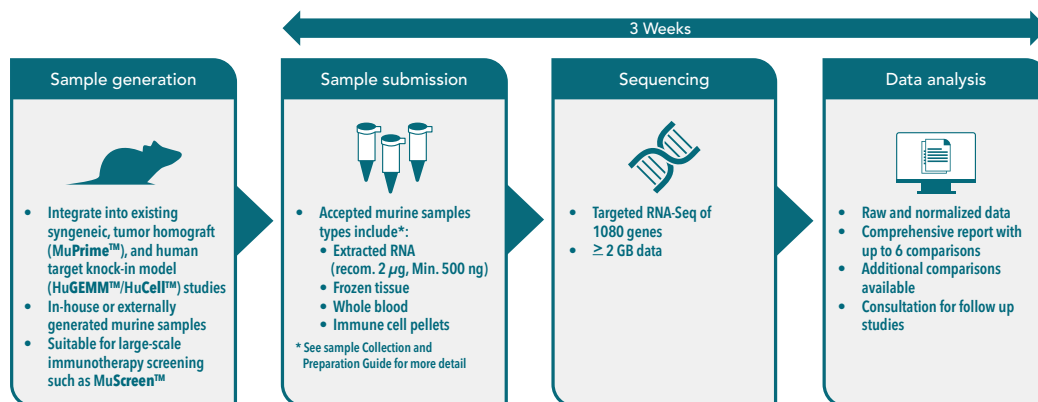 3 Weeks
Sample generation
• Integrate into existing
syngeneic, tumor homograft
(MuPrime™), and human
target knock-in model
(HuGEMM™/HuCell™) studies
• In-house or externally
generated murine samples
• Suitable for large-scale
immunotherapy screening
such as MuScreen™
Sample submission
• Accepted murine samples
types include*:
• Extracted RNA
(recom. 2 µg, Min. 500 ng)
• Frozen tissue
• Whole blood
• Immune cell pellets
* See sample Collection and
Preparation Guide for more detail
Sequencing
• Targeted RNA-Seq of
1080 genes
• ≥ 2 GB data
Data analysis
• Raw and normalized data
• Comprehensive report with
up to 6 comparisons
• Additional comparisons
available
• Consultation for follow up
studies